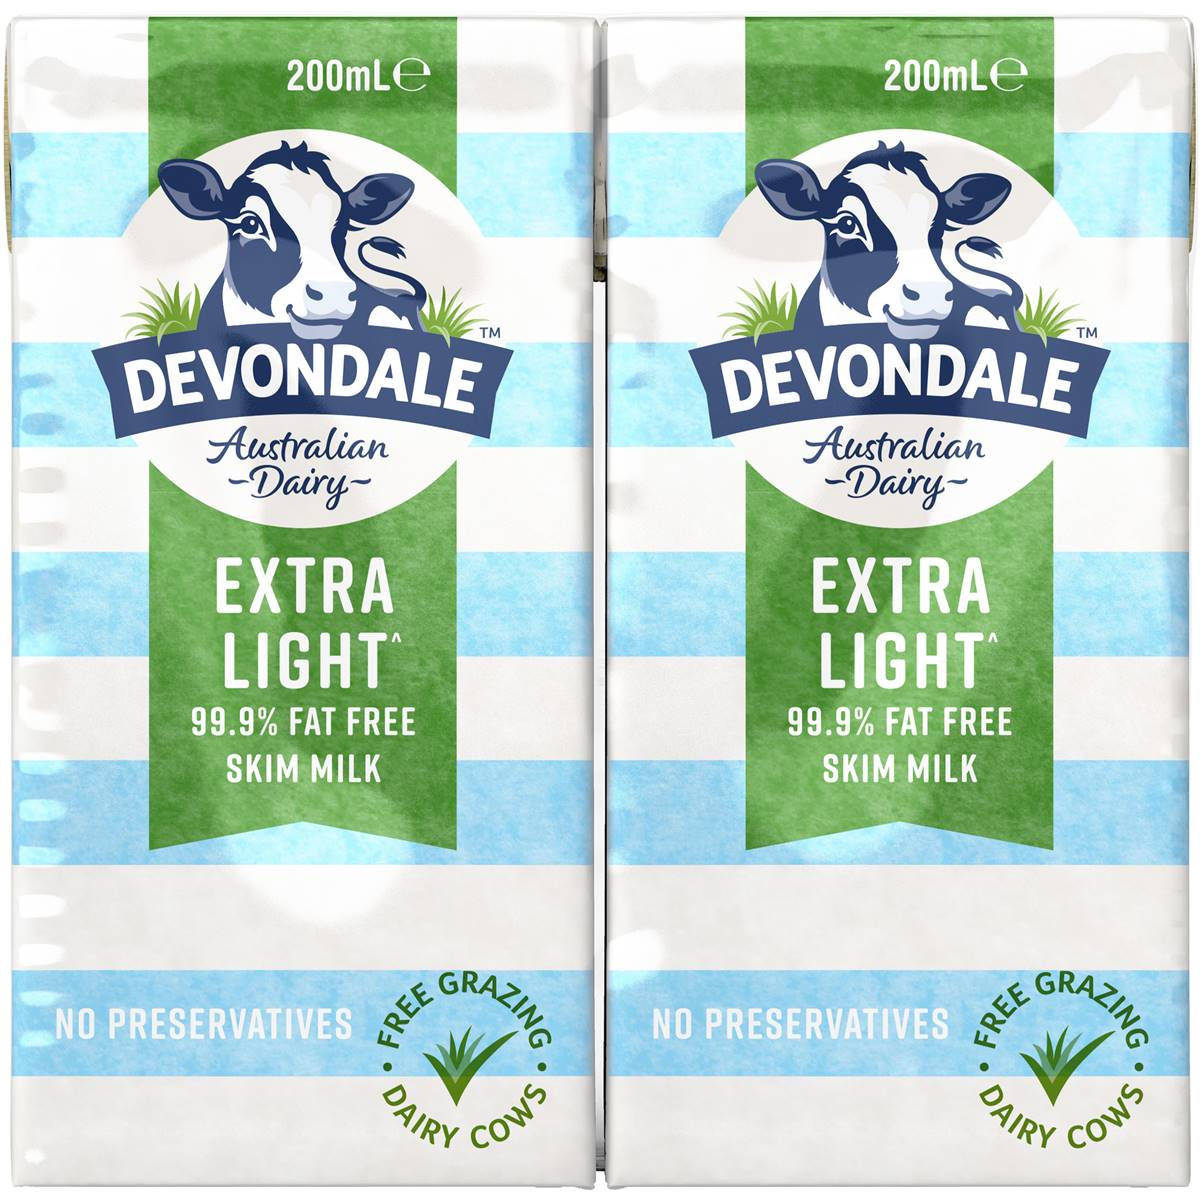 200mL℮
DEVONDALE™
Australian
~Dairy~
EXTRA
LIGHT^
99.9% FAT FREE
SKIM MILK
NO PRESERVATIVES
• FREE GRAZING •
DAIRY COWS
200mL℮
DEVONDALE™
Australian
~Dairy~
EXTRA
LIGHT^
99.9% FAT FREE
SKIM MILK
NO PRESERVATIVES
• FREE GRAZING •
DAIRY COWS